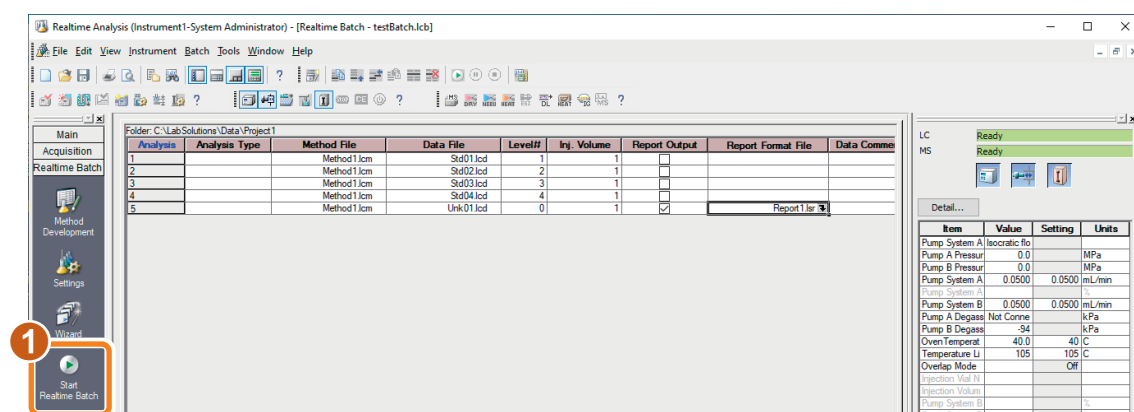 Realtime Analysis (Instrument1-System Administrator) - [Realtime Batch - testBatch.lcb]
File Edit View Instrument Batch Tools Window Help
Main
Acquisition
Realtime Batch
Method
Development
Settings
Wizard
1
Start
Realtime Batch
Folder: C:\LabSolutions\Data\Project1
Analysis Analysis Type Method File Data File Level# Inj. Volume Report Output Report Format File Data Comme
1 Method1.lcm Std01.lcd 1 1
2 Method1.lcm Std02.lcd 2 1
3 Method1.lcm Std03.lcd 3 1
4 Method1.lcm Std04.lcd 4 1
5 Method1.lcm Unk01.lcd 0 1 Report1.lsr
LC Ready
MS Ready
Detail...
Item Value Setting Units
Pump System A Isocratic flo
Pump A Pressur 0.0 MPa
Pump B Pressur 0.0 MPa
Pump System A 0.0500 0.0500 mL/min
Pump System A %
Pump System B 0.0500 0.0500 mL/min
Pump A Degass Not Conne kPa
Pump B Degass -94 kPa
Oven Temperat 40.0 40 C
Temperature Li 105 105 C
Overlap Mode Off
Injection Vial N
Injection Volum
Pump System B %